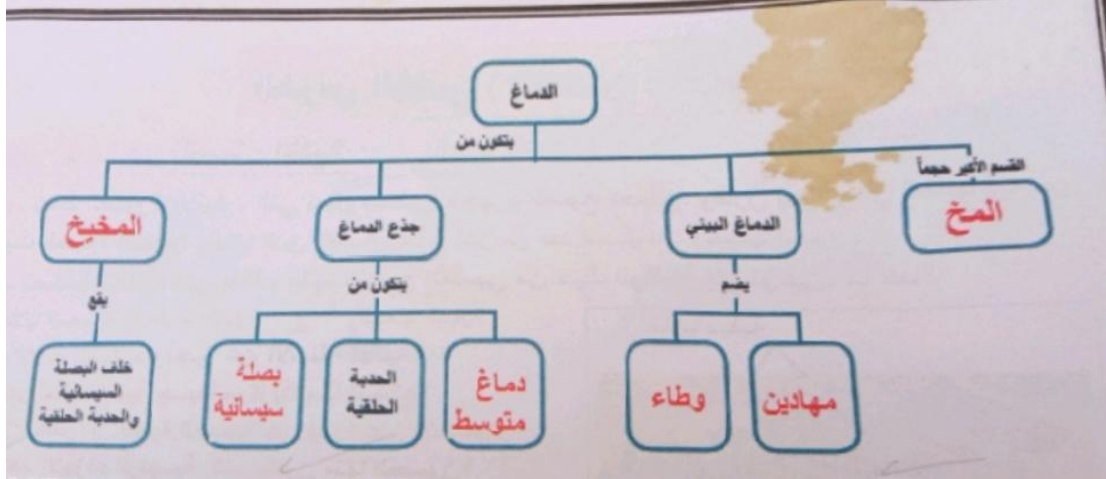 الدماغ
يتكون من
القسم الأكبر حجماً
المخ
الدماغ البيني
جذع الدماغ
المخيخ
يضم
يتكون من
يقع
مهادين
وطاء
دماغ
متوسط
الحدبة
الحلقية
بصلة
سيسائية
خلف البصلة
السيسائية
والحدبة الحلقية